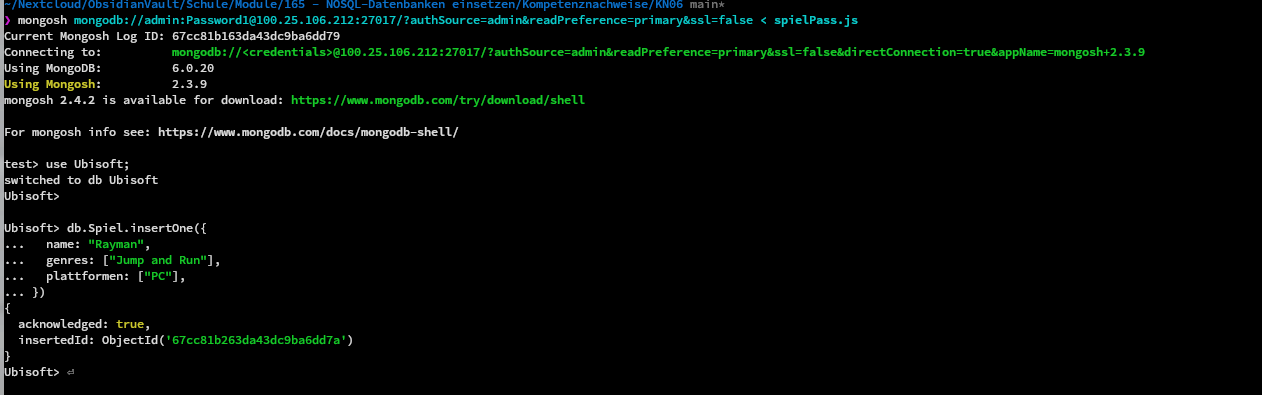 ~/Nextcloud/ObsidianVault/Schule/Module/165 - NOSQL-Datenbanken einsetzen/Kompetenznachweise/KN06 main*
❯ mongosh mongodb://admin:Password1@100.25.106.212:27017/?authSource=admin&readPreference=primary&ssl=false < spielPass.js
Current Mongosh Log ID: 67cc81b163da43dc9ba6dd79
Connecting to: mongodb://<credentials>@100.25.106.212:27017/?authSource=admin&readPreference=primary&ssl=false&directConnection=true&appName=mongosh+2.3.9
Using MongoDB: 6.0.20
Using Mongosh: 2.3.9
mongosh 2.4.2 is available for download: https://www.mongodb.com/try/download/shell
For mongosh info see: https://www.mongodb.com/docs/mongodb-shell/
test> use Ubisoft;
switched to db Ubisoft
Ubisoft>
Ubisoft> db.Spiel.insertOne({
... name: "Rayman",
... genres: ["Jump and Run"],
... plattformen: ["PC"],
... })
{
  acknowledged: true,
  insertedId: ObjectId('67cc81b263da43dc9ba6dd7a')
}
Ubisoft> ⏎